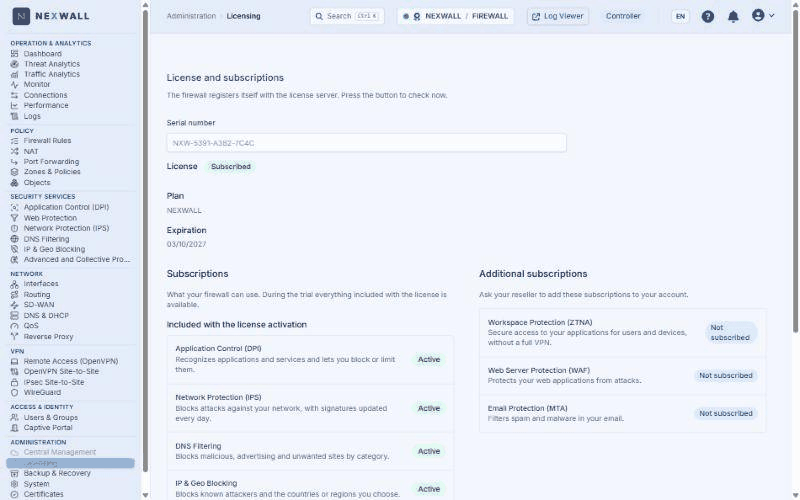 NEXWALL
Administration
Licensing
Search
Ctrl K
NEXWALL / FIREWALL
Log Viewer
Controller
EN
OPERATION & ANALYTICS
Dashboard
Threat Analytics
Traffic Analytics
Monitor
Connections
Performance
Logs
POLICY
Firewall Rules
NAT
Port Forwarding
Zones & Policies
Objects
SECURITY SERVICES
Application Control (DPI)
Web Protection
Network Protection (IPS)
DNS Filtering
IP & Geo Blocking
Advanced and Collective Pro...
NETWORK
Interfaces
Routing
SD-WAN
DNS & DHCP
QoS
Reverse Proxy
VPN
Remote Access (OpenVPN)
OpenVPN Site-to-Site
IPsec Site-to-Site
WireGuard
ACCESS & IDENTITY
Users & Groups
Captive Portal
ADMINISTRATION
Central Management
Backup & Recovery
System
Certificates
License and subscriptions
The firewall registers itself with the license server. Press the button to check now.
Serial number
NXW-5391-A3B2-7C4C
License
Subscribed
Plan
NEXWALL
Expiration
03/10/2027
Subscriptions
What your firewall can use. During the trial everything included with the license is
available.
Included with the license activation
Application Control (DPI)
Recognizes applications and services and lets you block or limit
them.
Active
Network Protection (IPS)
Blocks attacks against your network, with signatures updated
every day.
Active
DNS Filtering
Blocks malicious, advertising and unwanted sites by category.
Active
IP & Geo Blocking
Blocks known attackers and the countries or regions you choose.
Active
Additional subscriptions
Ask your reseller to add these subscriptions to your account.
Workspace Protection (ZTNA)
Secure access to your applications for users and devices,
without a full VPN.
Not
subscribed
Web Server Protection (WAF)
Protects your web applications from attacks.
Not subscribed
Email Protection (MTA)
Filters spam and malware in your email.
Not subscribed